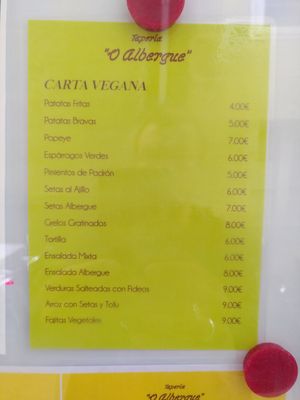 Tapería
"O Albergue"
CARTA VEGANA
Patatas Fritas 4.00€
Patatas Bravas 5.00€
Popeye 7.00€
Espárragos Verdes 6.00€
Pimientos de Padrón 5.00€
Setas al Ajillo 6.00€
Setas Albergue 7.00€
Grelos Gratinados 8.00€
Tortilla 6.00€
Ensalada Mixta 6.00€
Ensalada Albergue 8.00€
Verduras Salteadas con Fideos 9.00€
Arroz con Setas y Tofu 9.00€
Fajitas Vegetales 9.00€
Tapería
"O Albergue"